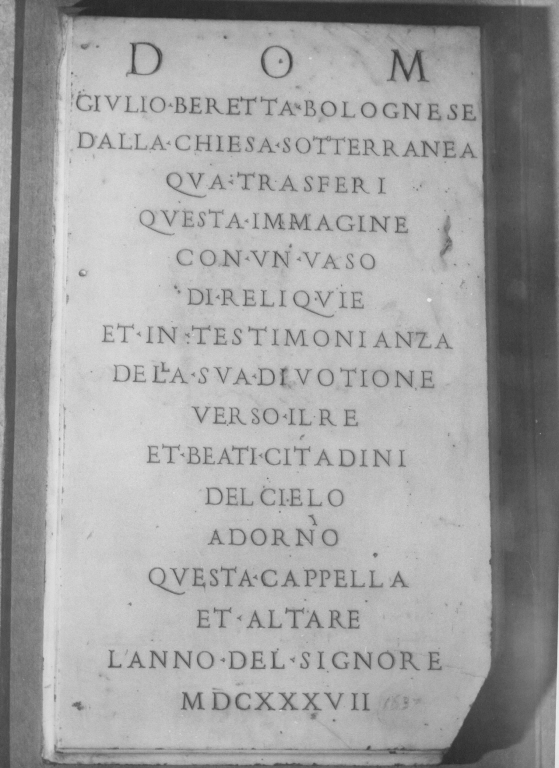 D O M
GIVLIO·BERETTA·BOLOGNESE
DALLA·CHIESA·SOTTERRANEA
QVA·TRASFERI
QVESTA·IMMAGINE
CON·VN·VASO
DI·RELIQVIE
ET·IN·TESTIMONIANZA
DELLA·SVA·DIVOTIONE
VERSO·IL·RE
ET·BEATI·CITADINI
DEL CIELO
ADORNO
QVESTA·CAPPELLA
ET·ALTARE
L'ANNO·DEL·SIGNORE
MDCXXXVII